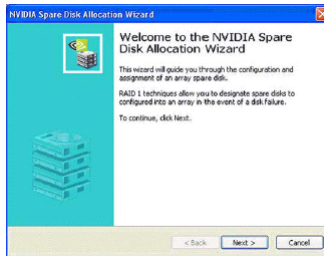 NVIDIA Spare Disk Allocation Wizard
Welcome to the NVIDIA Spare
Disk Allocation Wizard
This wizard will guide you through the configuration and
assignment of an array spare disk.
RAID 1 techniques allow you to designate spare disks to
configured into an array in the event of a disk failure.
To continue, click Next.
< Back
Next >
Cancel